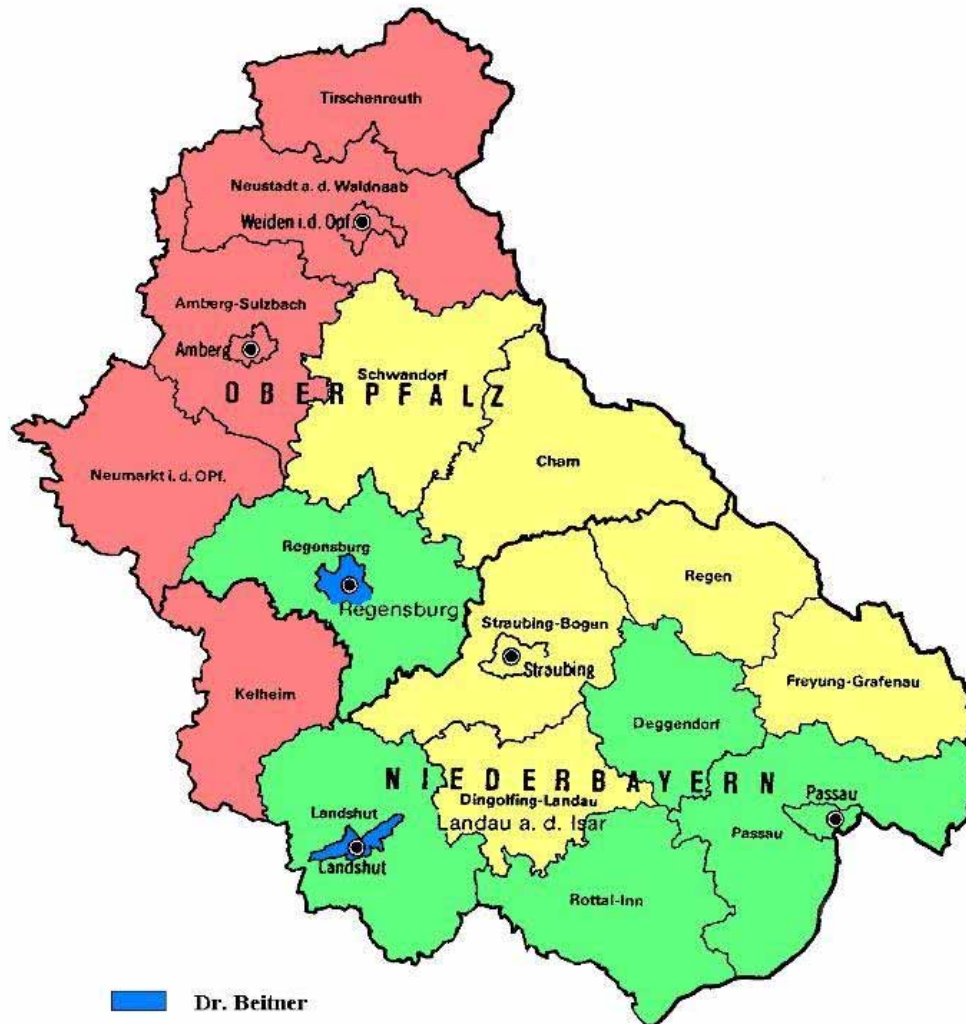 Tirschenreuth
Neustadt a. d. Waldnaab
Weiden i.d. Opf.
Amberg-Sulzbach
Amberg
Schwandorf
OBERPFALZ
Cham
Neumarkt i. d. OPf.
Regensburg
Regen
Regensburg
Straubing-Bogen
Straubing
Freyung-Grafenau
Kelheim
Deggendorf
NIEDERBAYERN
Dingolfing-Landau
Passau
Landshut
Landau a. d. Isar
Passau
Landshut
Rottal-Inn
Dr. Beitner